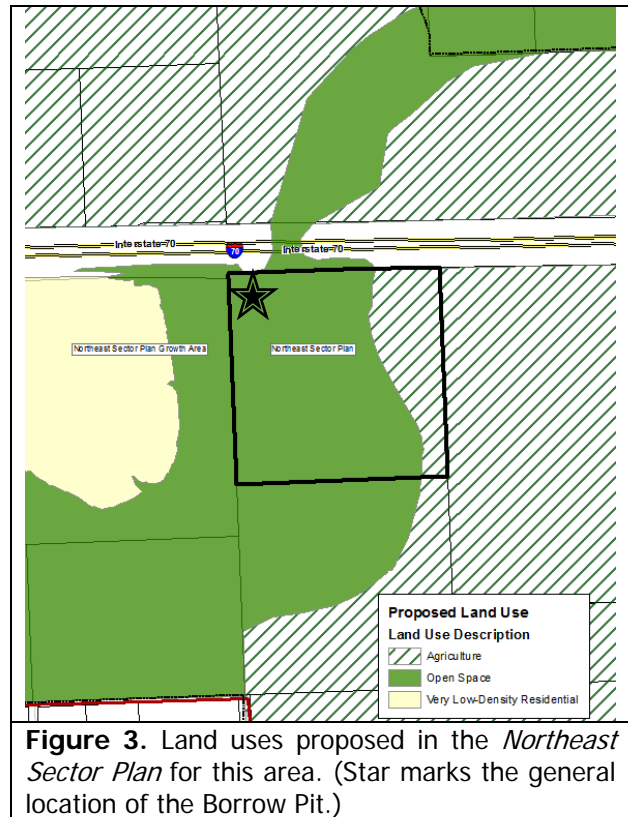 Interstate-70
Interstate-70
70
Northeast Sector Plan Growth Area
Northeast Sector Plan
Proposed Land Use
Land Use Description
Agriculture
Open Space
Very Low-Density Residential
Figure 3. Land uses proposed in the Northeast
Sector Plan for this area. (Star marks the general
location of the Borrow Pit.)